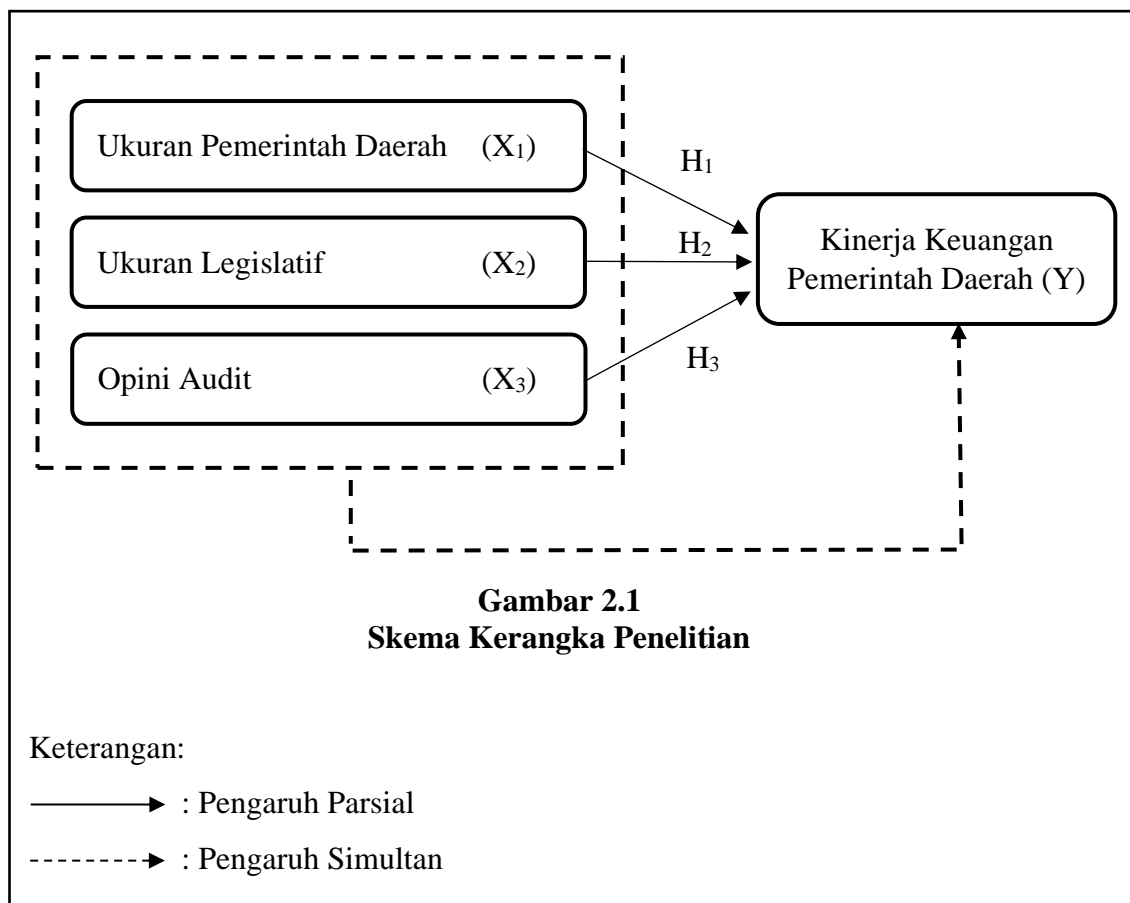 Ukuran Pemerintah Daerah (X₁)
H₁
Ukuran Legislatif (X₂)
H₂
Opini Audit (X₃)
H₃
Kinerja Keuangan
Pemerintah Daerah (Y)
Gambar 2.1
Skema Kerangka Penelitian
Keterangan:
: Pengaruh Parsial
: Pengaruh Simultan